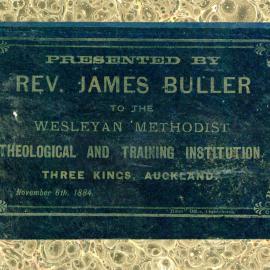 PRESENTED BY
REV. JAMES BULLER
TO THE
WESLEYAN METHODIST
THEOLOGICAL AND TRAINING INSTITUTION,
THREE KINGS, AUCKLAND.
November 6th, 1884.